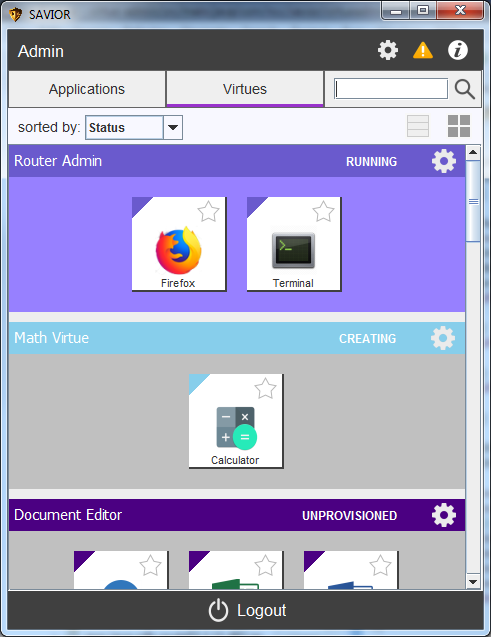 SAVIOR
Admin
Applications Virtues
sorted by: Status
Router Admin RUNNING
Firefox Terminal
Math Virtue CREATING
Calculator
Document Editor UNPROVISIONED
Logout